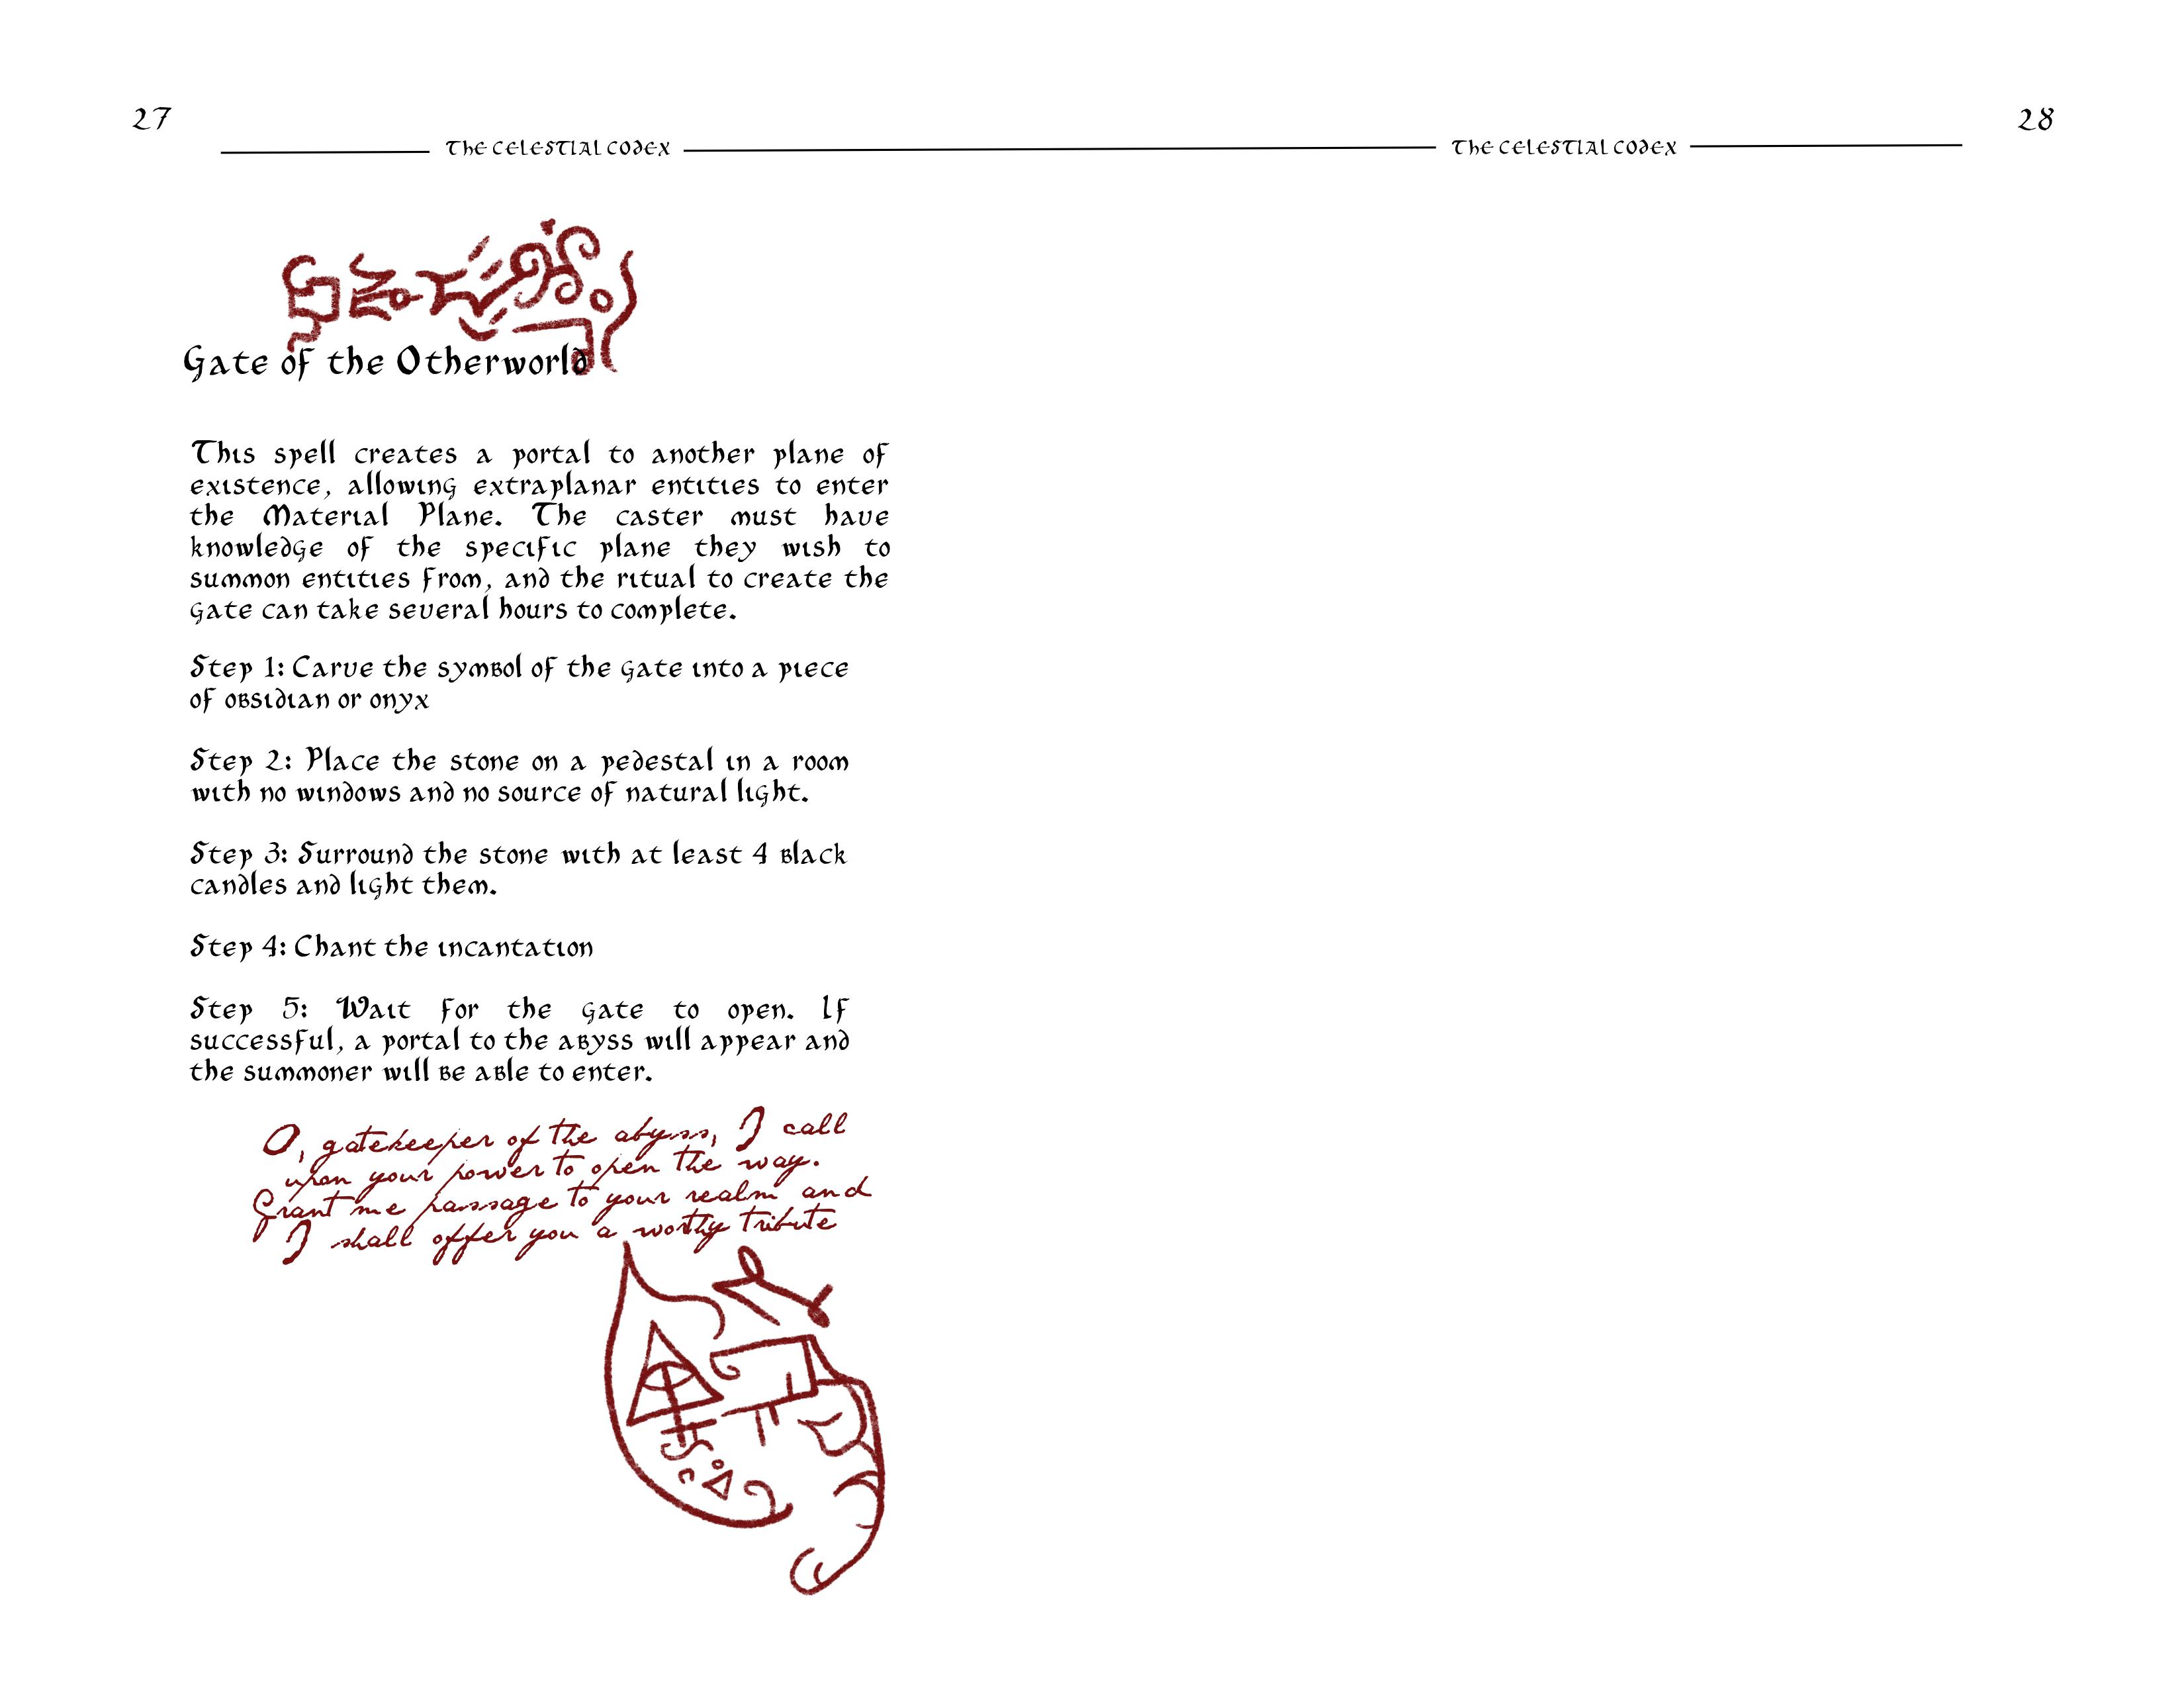 27
28
THE CELESTIAL CODEX
THE CELESTIAL CODEX
Gate of the Otherworld
This spell creates a portal to another plane of
existence, allowing extraplanar entities to enter
the Material Plane. The caster must have
knowledge of the specific plane they wish to
summon entities from, and the ritual to create the
gate can take several hours to complete.
Step 1: Carve the symbol of the gate into a piece
of obsidian or onyx
Step 2: Place the stone on a pedestal in a room
with no windows and no source of natural light.
Step 3: Surround the stone with at least 4 black
candles and light them.
Step 4: Chant the incantation
Step 5: Wait for the gate to open. If
successful, a portal to the abyss will appear and
the summoner will be able to enter.
O, gatekeeper of the abyss, I call
upon your power to open the way.
Grant me passage to your realm and
I shall offer you a worthy tribute